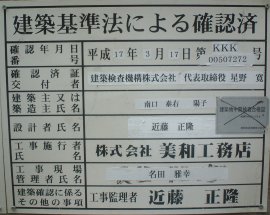 建築基準法による確認済
確認年月日番号 平成17年3月17日第 KKK 00507272
確認済証交付者 建築検査機構株式会社 代表取締役 星野 寛
建築主又は築造主氏名 南口 泰右 陽子
設計者氏名 近藤 正隆
工事施行者氏名 株式会社 美和工務店
工事現場管理者氏名 名田 雅幸
建築確認に係るその他の事項 工事監理者 近藤 正隆